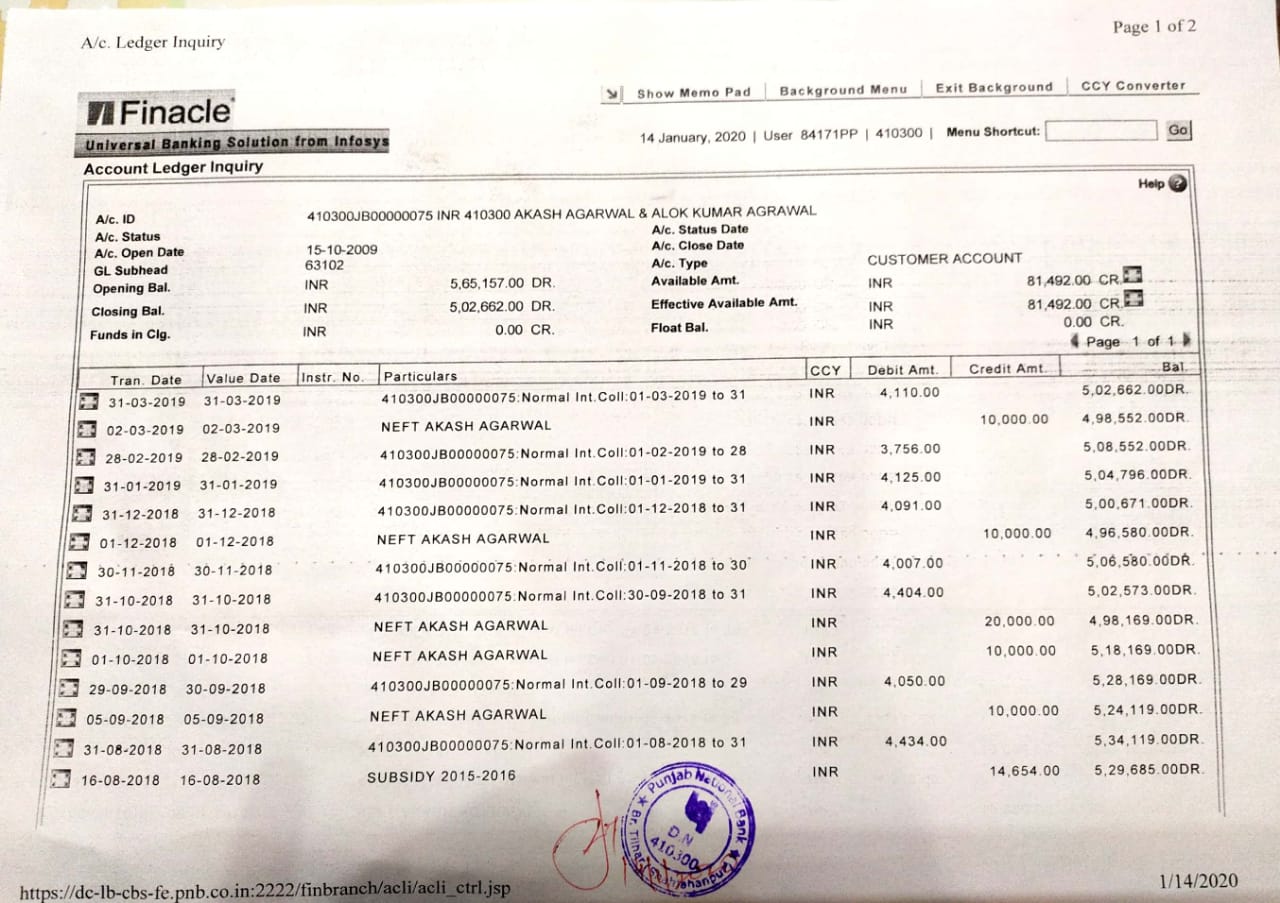 A/c. Ledger Inquiry
Page 1 of 2
Finacle
Universal Banking Solution from Infosys
Show Memo Pad | Background Menu | Exit Background | CCY Converter
14 January, 2020 | User 84171PP | 410300 | Menu Shortcut: Go
Account Ledger Inquiry
Help ?
A/c. ID 410300JB00000075 INR 410300 AKASH AGARWAL & ALOK KUMAR AGRAWAL
A/c. Status A/c. Status Date
A/c. Open Date 15-10-2009 A/c. Close Date
GL Subhead 63102 A/c. Type CUSTOMER ACCOUNT
Opening Bal. INR 5,65,157.00 DR. Available Amt. INR 81,492.00 CR.
Closing Bal. INR 5,02,662.00 DR. Effective Available Amt. INR 81,492.00 CR.
Funds in Clg. INR 0.00 CR. Float Bal. INR 0.00 CR.
Page 1 of 1
Tran. Date Value Date Instr. No. Particulars CCY Debit Amt. Credit Amt. Bal.
31-03-2019 31-03-2019 410300JB00000075:Normal Int.Coll:01-03-2019 to 31 INR 4,110.00 5,02,662.00DR.
02-03-2019 02-03-2019 NEFT AKASH AGARWAL INR 10,000.00 4,98,552.00DR.
28-02-2019 28-02-2019 410300JB00000075:Normal Int.Coll:01-02-2019 to 28 INR 3,756.00 5,08,552.00DR.
31-01-2019 31-01-2019 410300JB00000075:Normal Int.Coll:01-01-2019 to 31 INR 4,125.00 5,04,796.00DR.
31-12-2018 31-12-2018 410300JB00000075:Normal Int.Coll:01-12-2018 to 31 INR 4,091.00 5,00,671.00DR.
01-12-2018 01-12-2018 NEFT AKASH AGARWAL INR 10,000.00 4,96,580.00DR.
30-11-2018 30-11-2018 410300JB00000075:Normal Int.Coll:01-11-2018 to 30 INR 4,007.00 5,06,580.00DR.
31-10-2018 31-10-2018 410300JB00000075:Normal Int.Coll:30-09-2018 to 31 INR 4,404.00 5,02,573.00DR.
31-10-2018 31-10-2018 NEFT AKASH AGARWAL INR 20,000.00 4,98,169.00DR.
01-10-2018 01-10-2018 NEFT AKASH AGARWAL INR 10,000.00 5,18,169.00DR.
29-09-2018 30-09-2018 410300JB00000075:Normal Int.Coll:01-09-2018 to 29 INR 4,050.00 5,28,169.00DR.
05-09-2018 05-09-2018 NEFT AKASH AGARWAL INR 10,000.00 5,24,119.00DR.
31-08-2018 31-08-2018 410300JB00000075:Normal Int.Coll:01-08-2018 to 31 INR 4,434.00 5,34,119.00DR.
16-08-2018 16-08-2018 SUBSIDY 2015-2016 INR 14,654.00 5,29,685.00DR.
Punjab National Bank
D.N
410300
Br. Tilhar Shahjahanpur
https://dc-lb-cbs-fe.pnb.co.in:2222/finbranch/acli/acli_ctrl.jsp
1/14/2020